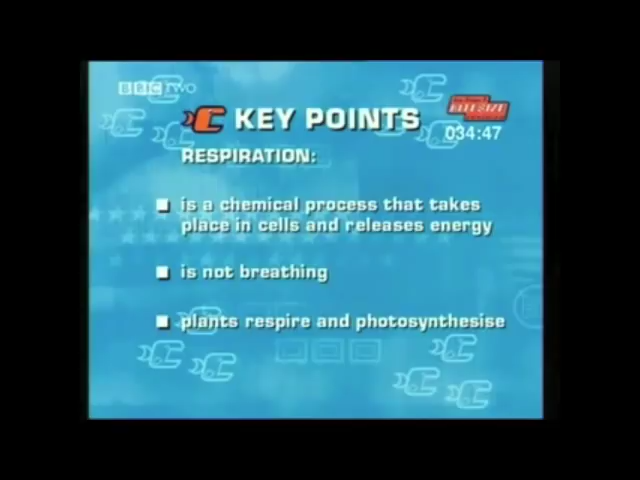 BBC TWO
KEY POINTS
BITESIZE
034:47
RESPIRATION:
is a chemical process that takes
place in cells and releases energy
is not breathing
plants respire and photosynthesise